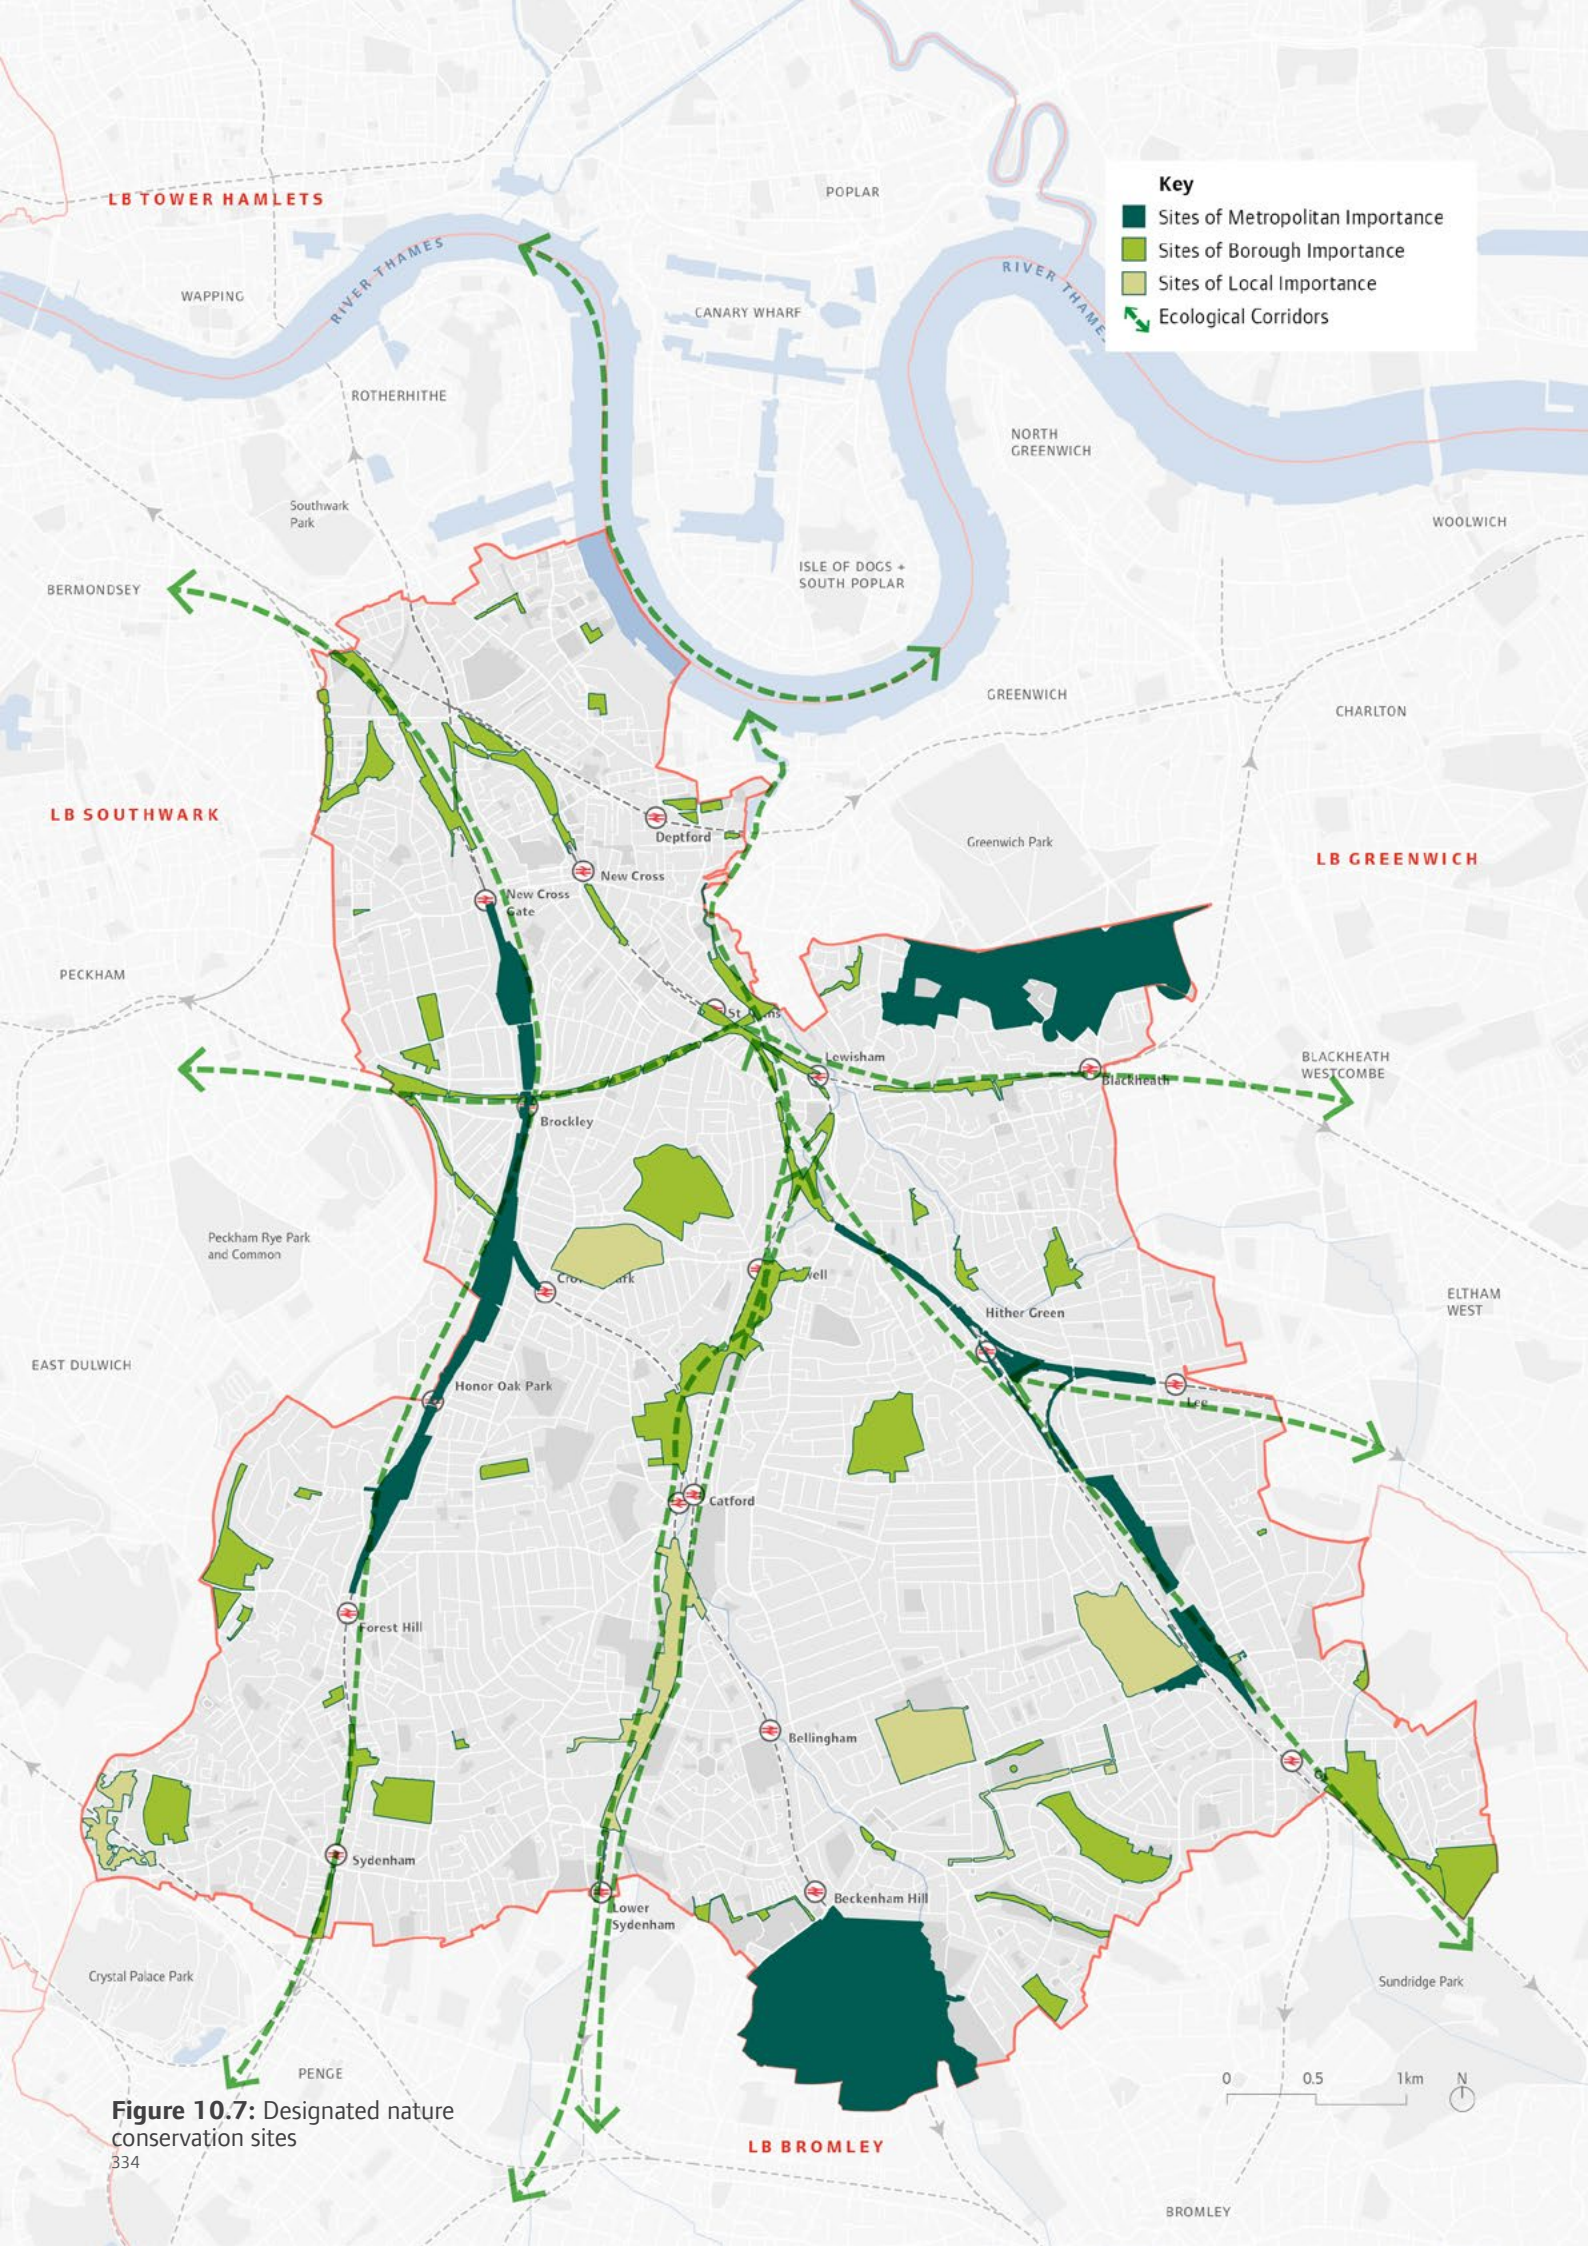 LB TOWER HAMLETS
POPLAR
Key
Sites of Metropolitan Importance
Sites of Borough Importance
Sites of Local Importance
Ecological Corridors
RIVER THAMES
RIVER THAMES
WAPPING
CANARY WHARF
ROTHERHITHE
NORTH
GREENWICH
Southwark
Park
WOOLWICH
ISLE OF DOGS +
SOUTH POPLAR
BERMONDSEY
GREENWICH
CHARLTON
LB SOUTHWARK
Deptford
Greenwich Park
LB GREENWICH
New Cross
New Cross
Gate
PECKHAM
St
ns
Lewisham
BLACKHEATH
WESTCOMBE
Blackheath
Brockley
Peckham Rye Park
and Common
Cro
rk
ell
ELTHAM
WEST
Hither Green
EAST DULWICH
Honor Oak Park
Lee
Catford
Forest Hill
Bellingham
Sydenham
Beckenham Hill
Lower
Sydenham
Crystal Palace Park
Sundridge Park
PENGE
0 0.5 1km N
Figure 10.7: Designated nature
conservation sites
334
LB BROMLEY
BROMLEY